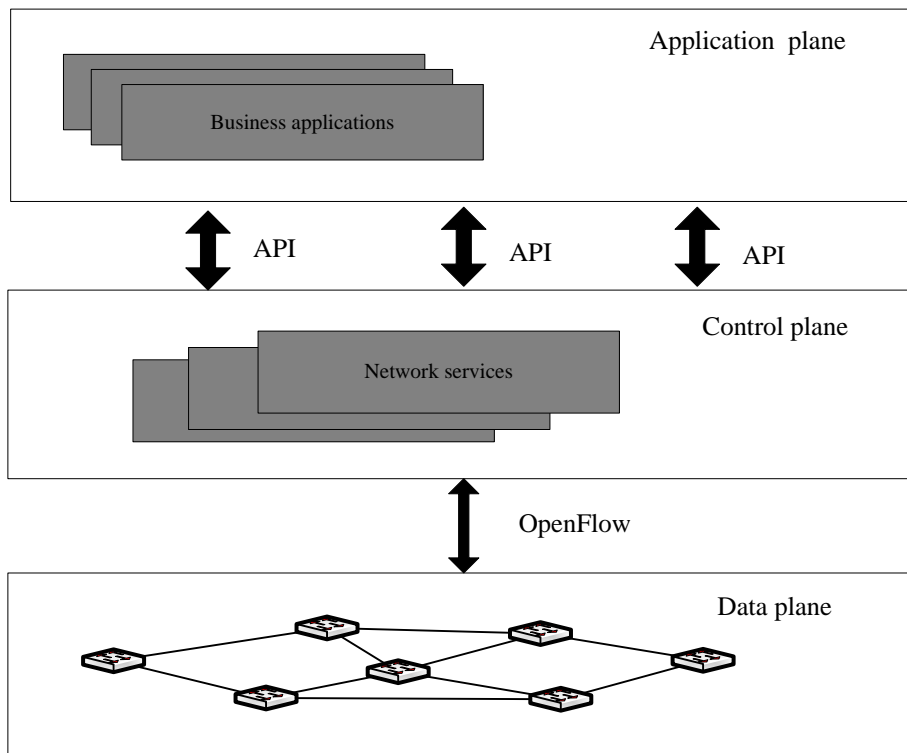 Application plane
Business applications
API
API
API
Control plane
Network services
OpenFlow
Data plane